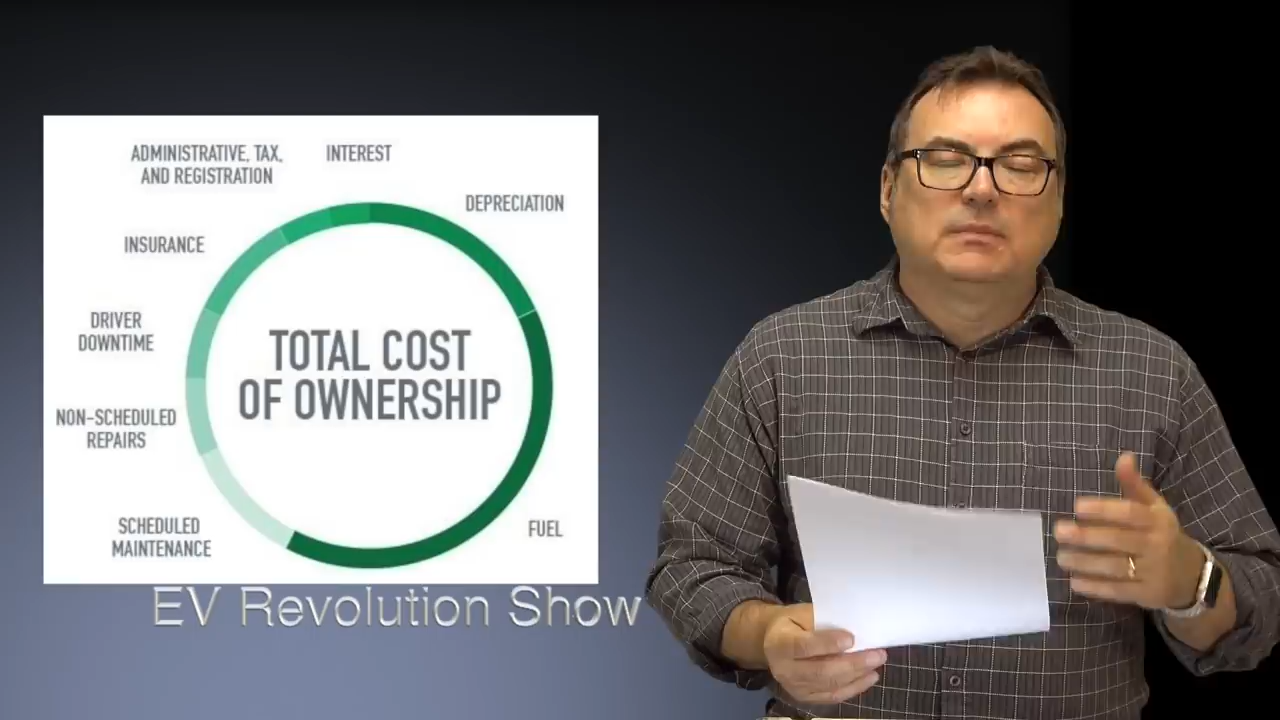 ADMINISTRATIVE, TAX,
AND REGISTRATION
INTEREST
DEPRECIATION
INSURANCE
DRIVER
DOWNTIME
TOTAL COST
OF OWNERSHIP
NON-SCHEDULED
REPAIRS
SCHEDULED
MAINTENANCE
FUEL
EV Revolution Show